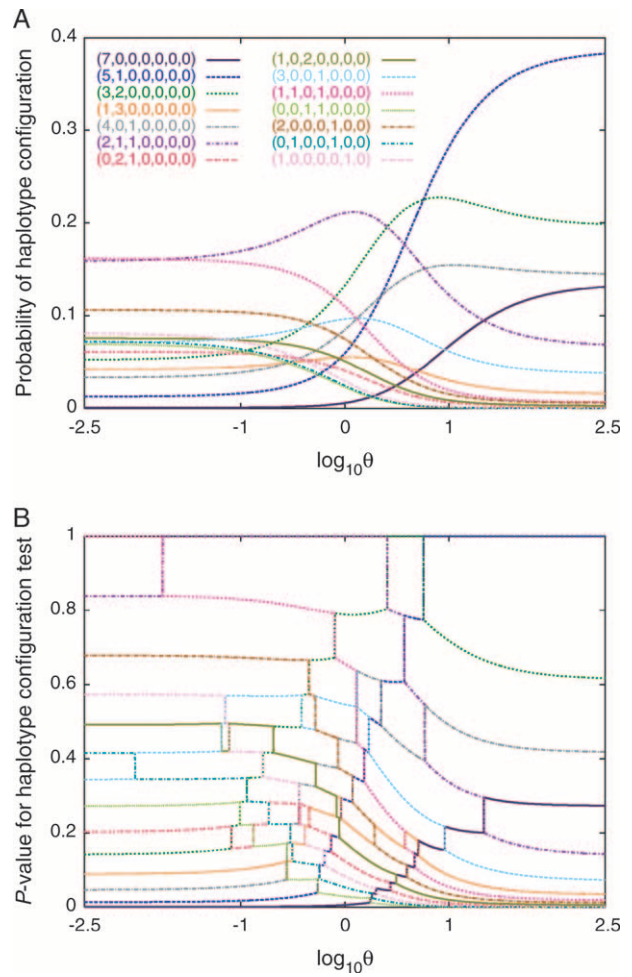 A
Probability of haplotype configuration
0.4
0.3
0.2
0.1
0
(7,0,0,0,0,0,0) (1,0,2,0,0,0,0)
(5,1,0,0,0,0,0) (3,0,0,1,0,0,0)
(3,2,0,0,0,0,0) (1,1,0,1,0,0,0)
(1,3,0,0,0,0,0) (0,0,1,1,0,0,0)
(4,0,1,0,0,0,0) (2,0,0,0,1,0,0)
(2,1,1,0,0,0,0) (0,1,0,0,1,0,0)
(0,2,1,0,0,0,0) (1,0,0,0,0,1,0)
-2.5 -1 0 1 2.5
log10θ
B
P-value for haplotype configuration test
1
0.8
0.6
0.4
0.2
0
-2.5 -1 0 1 2.5
log10θ